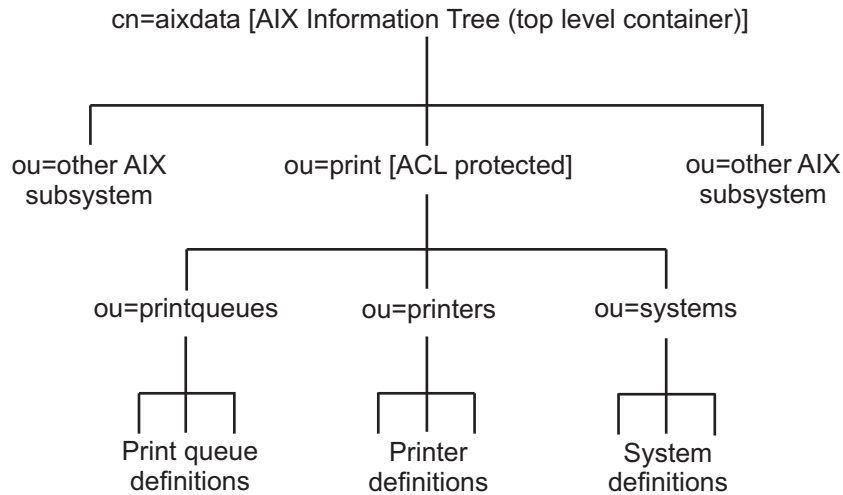 cn=aixdata [AIX Information Tree (top level container)]
ou=other AIX
subsystem
ou=print [ACL protected]
ou=other AIX
subsystem
ou=printqueues
ou=printers
ou=systems
Print queue
definitions
Printer
definitions
System
definitions